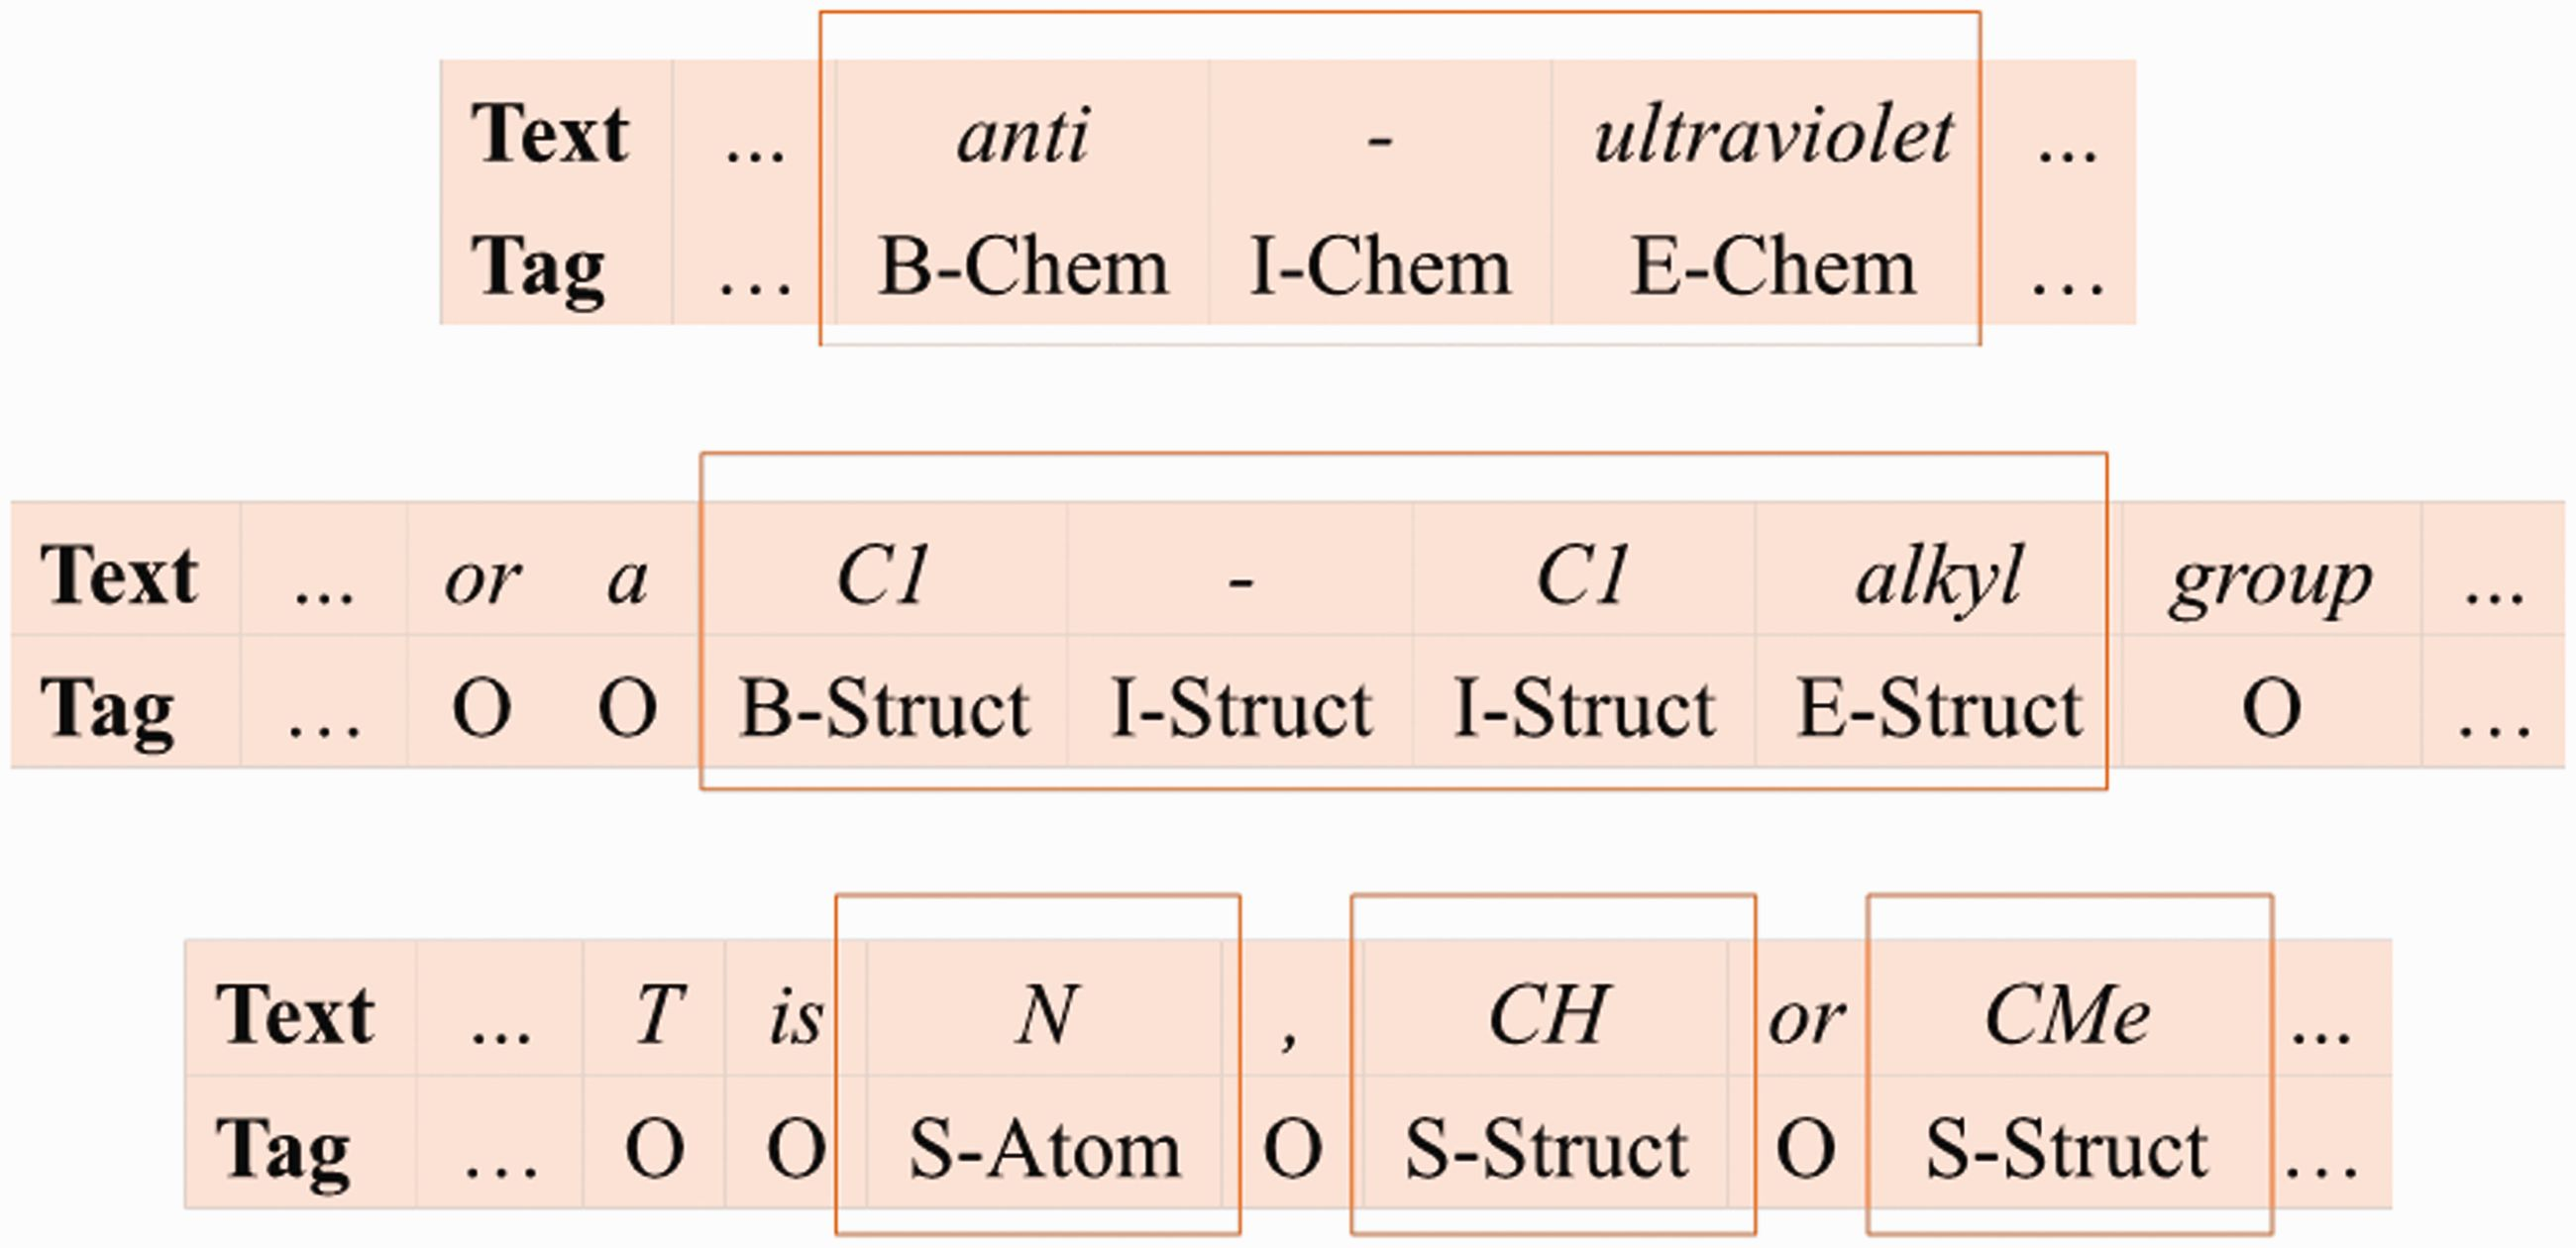 Text ... anti - ultraviolet ...
Tag ... B-Chem I-Chem E-Chem ...
Text ... or a C1 - C1 alkyl group ...
Tag ... O O B-Struct I-Struct I-Struct E-Struct O ...
Text ... T is N , CH or CMe ...
Tag ... O O S-Atom O S-Struct O S-Struct ...